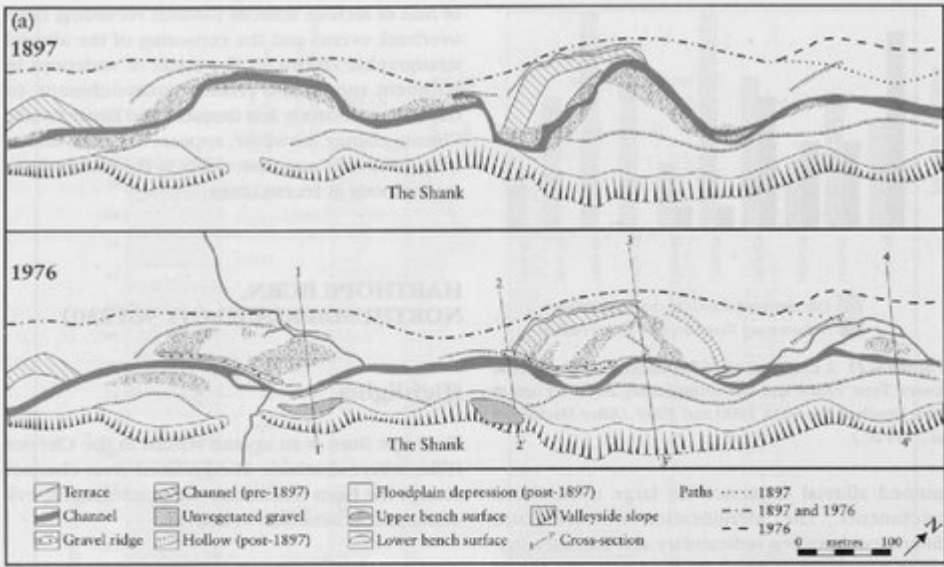 (a)
1897
The Shank
1976
1
2
3
4
The Shank
1'
2'
3'
4'
Terrace
Channel (pre-1897)
Floodplain depression (post-1897)
Paths
1897
Channel
Unvegetated gravel
Upper bench surface
Valleyside slope
1897 and 1976
Gravel ridge
Hollow (post-1897)
Lower bench surface
Cross-section
1976
0 metres 100
N